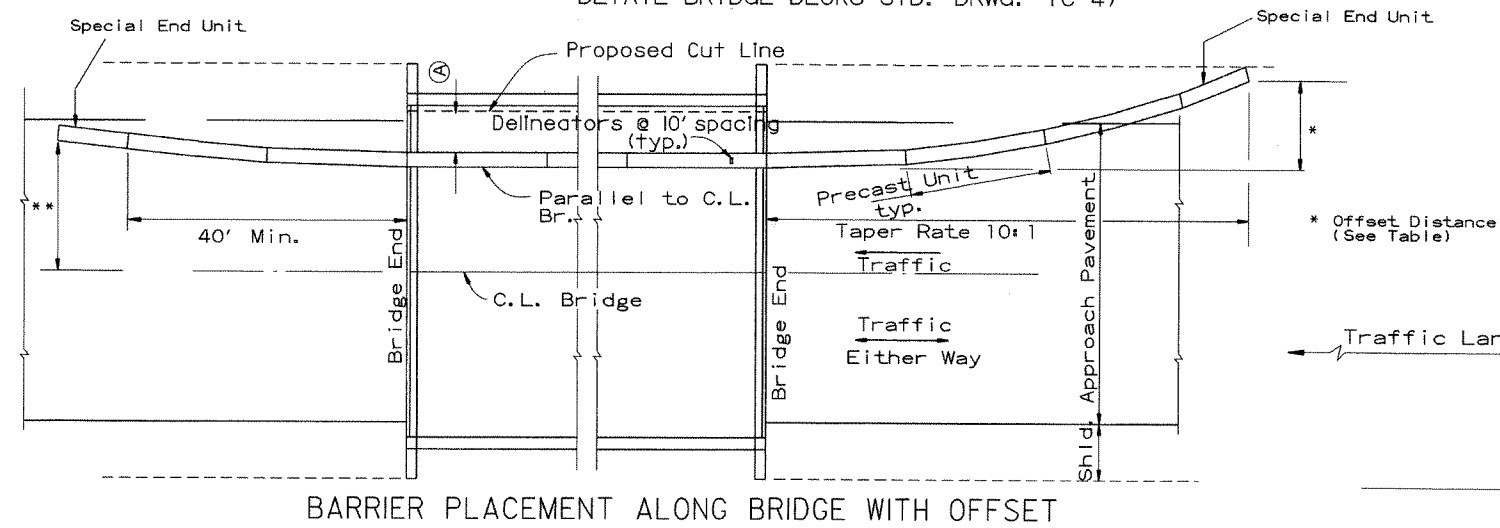 Special End Unit
Special End Unit
Proposed Cut Line
A
Delineators @ 10' spacing
(typ.)
*
**
Parallel to C.L.
Br.
Precast Unit
typ.
40' Min.
Taper Rate 10:1
* Offset Distance
(See Table)
Traffic
Bridge End
C.L. Bridge
Bridge End
Traffic
Either Way
Approach Pavement
Shld.
BARRIER PLACEMENT ALONG BRIDGE WITH OFFSET